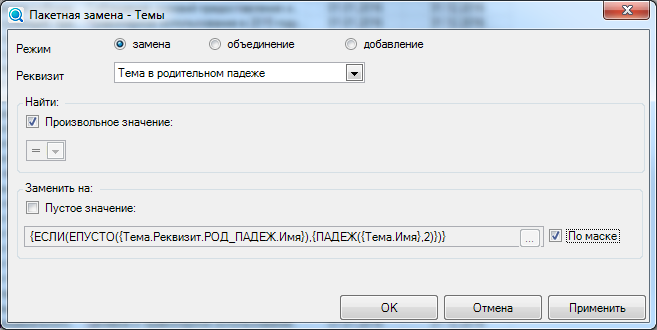 Пакетная замена - Темы
Режим
замена
объединение
добавление
Реквизит
Тема в родительном падеже
Найти:
Произвольное значение:
=
Заменить на:
Пустое значение:
{ЕСЛИ(ЕПУСТО({Тема.Реквизит.РОД_ПАДЕЖ.Имя}),{ПАДЕЖ({Тема.Имя},2)})}
...
По маске
ОК
Отмена
Применить